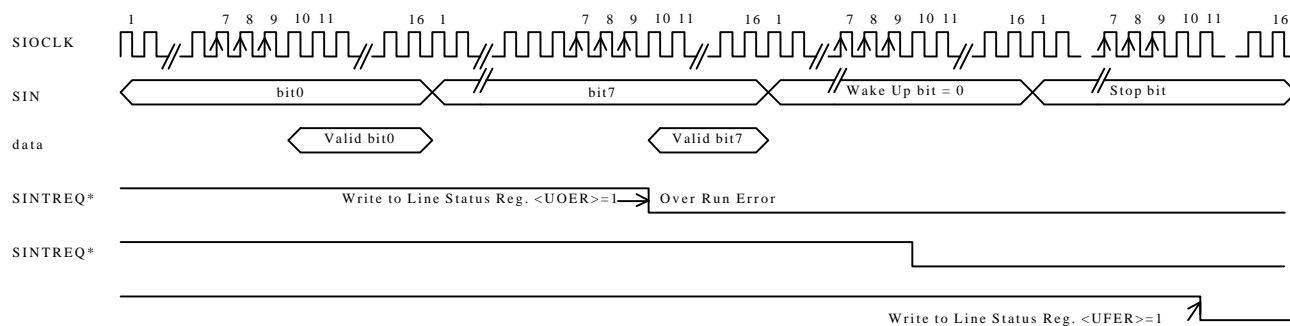 1 7 8 9 10 11 16 1 7 8 9 10 11 16 1 7 8 9 10 11 16 1 7 8 9 10 11 16
SIOCLK
SIN bit0 bit7 Wake Up bit = 0 Stop bit
data Valid bit0 Valid bit7
SINTREQ* Write to Line Status Reg. <UOER>=1 Over Run Error
SINTREQ*
Write to Line Status Reg. <UFER>=1